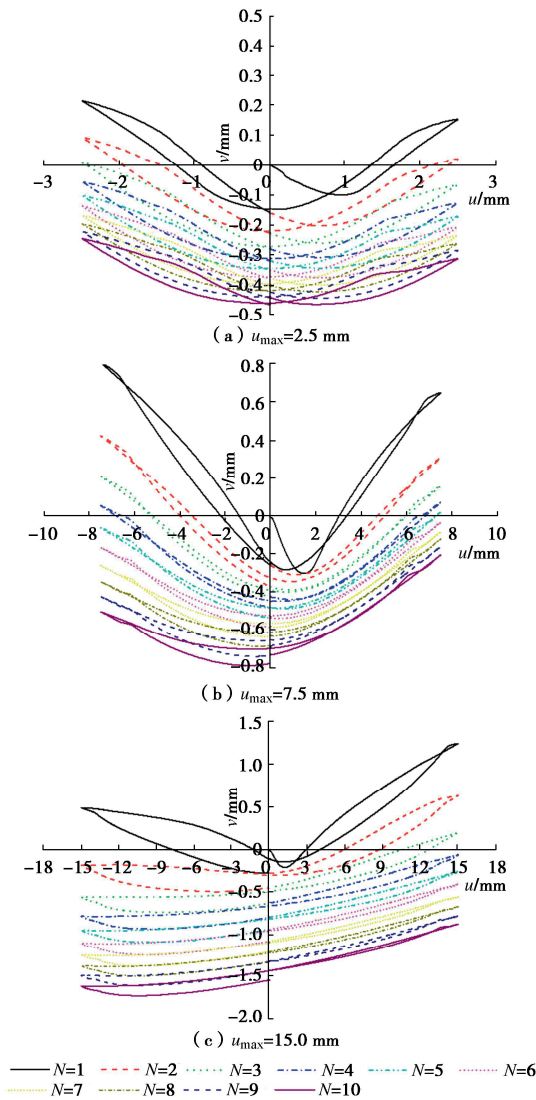 0.5
0.4
0.3
0.2
0.1
0
−0.1
−0.2
−0.3
−0.4
−0.5
v/mm
−3 −2 −1 0 1 2 3
u/mm
(a) umax=2.5 mm
0.8
0.6
0.4
0.2
0
−0.2
−0.4
−0.6
−0.8
v/mm
−10 −8 −6 −4 −2 0 2 4 6 8 10
u/mm
(b) umax=7.5 mm
1.5
1.0
0.5
0
−0.5
−1.0
−1.5
−2.0
v/mm
−18 −15 −12 −9 −6 −3 0 3 6 9 12 15 18
u/mm
(c) umax=15.0 mm
N=1 N=2 N=3 N=4 N=5 N=6
N=7 N=8 N=9 N=10